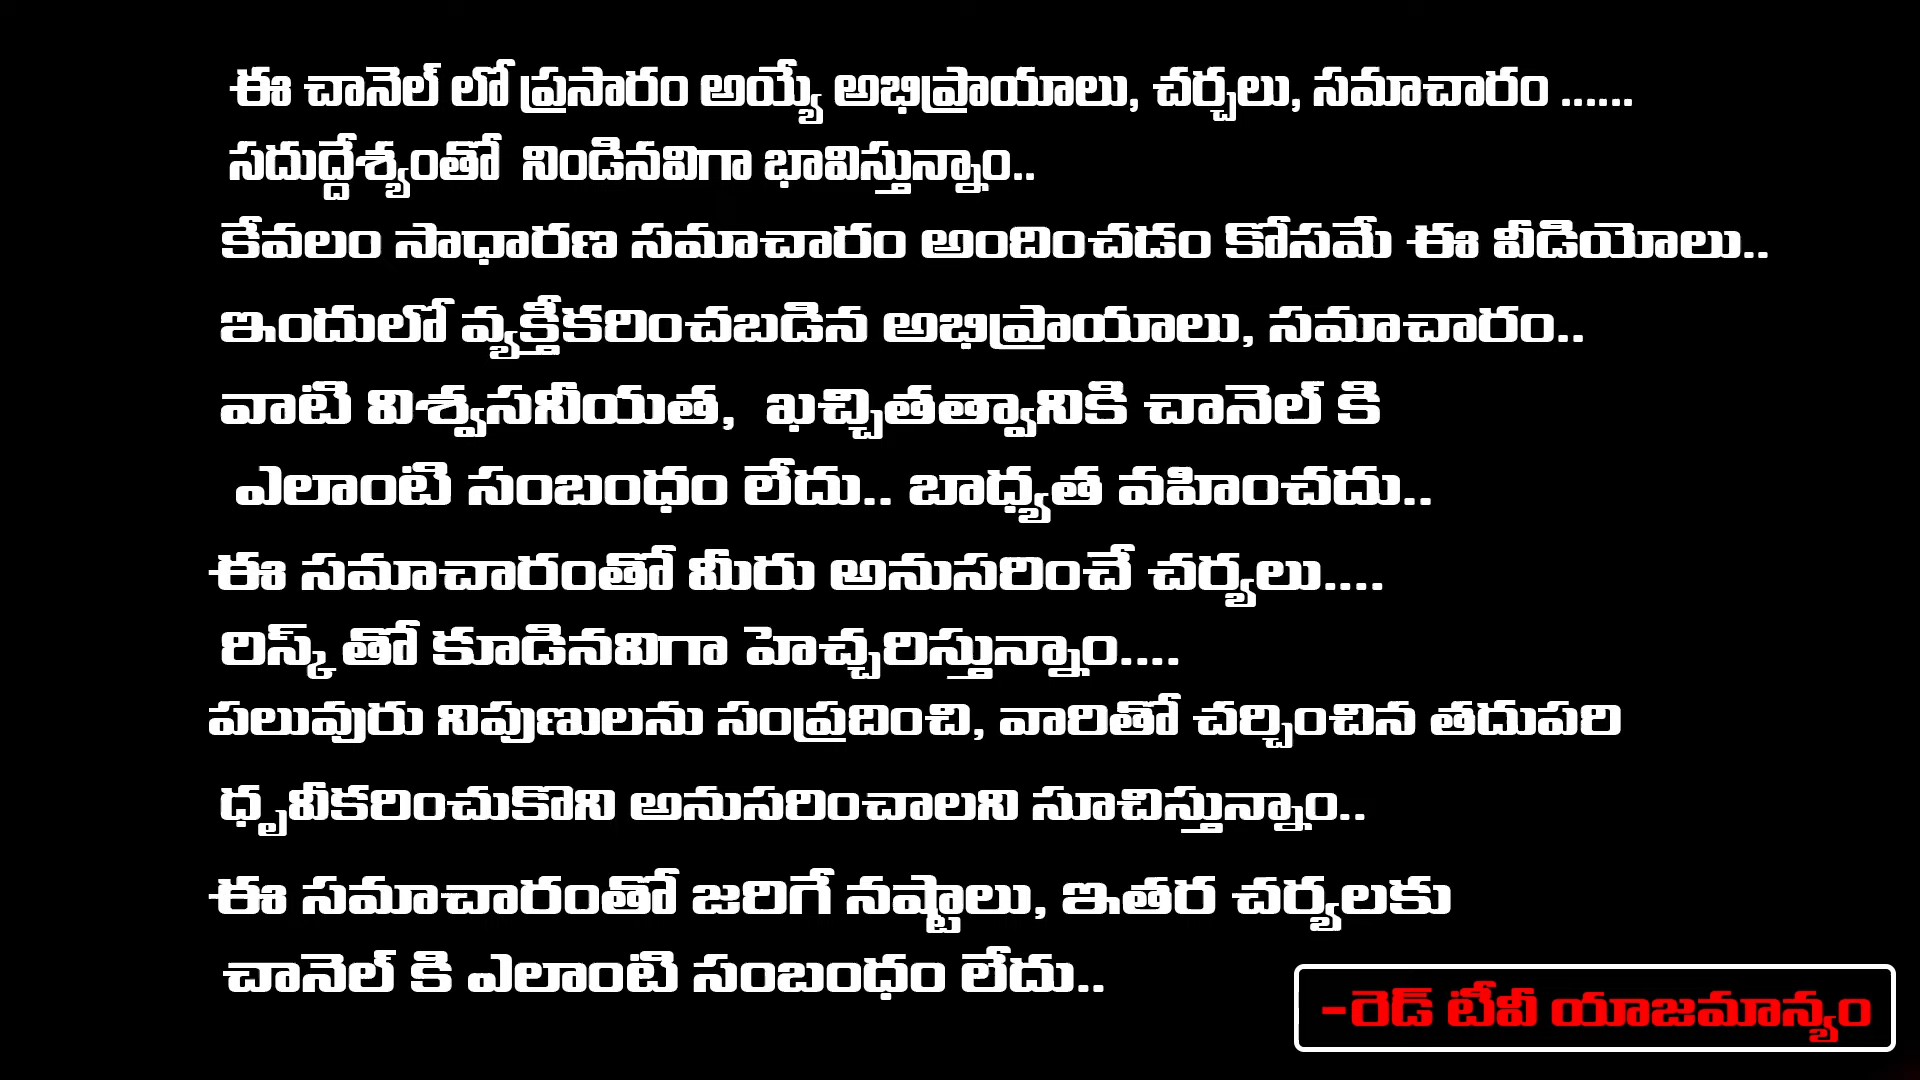 ఈ చానెల్ లో ప్రసారం అయ్యే అభిప్రాయాలు, చర్చలు, సమాచారం ......
సదుద్దేశ్యంతో నిండినవిగా భావిస్తున్నాం..
కేవలం సాధారణ సమాచారం అందించడం కోసమే ఈ వీడియోలు..
ఇందులో వ్యక్తీకరించబడిన అభిప్రాయాలు, సమాచారం..
వాటి విశ్వసనీయత, ఖచ్చితత్వానికి చానెల్ కి
ఎలాంటి సంబంధం లేదు.. బాధ్యత వహించదు..
ఈ సమాచారంతో మీరు అనుసరించే చర్యలు....
రిస్క్ తో కూడినవిగా హెచ్చరిస్తున్నాం....
పలువురు నిపుణులను సంప్రదించి, వారితో చర్చించిన తదుపరి
ధృవీకరించుకొని అనుసరించాలని సూచిస్తున్నాం..
ఈ సమాచారంతో జరిగే నష్టాలు, ఇతర చర్యలకు
చానెల్ కి ఎలాంటి సంబంధం లేదు..
-రెడ్ టీవీ యాజమాన్యం